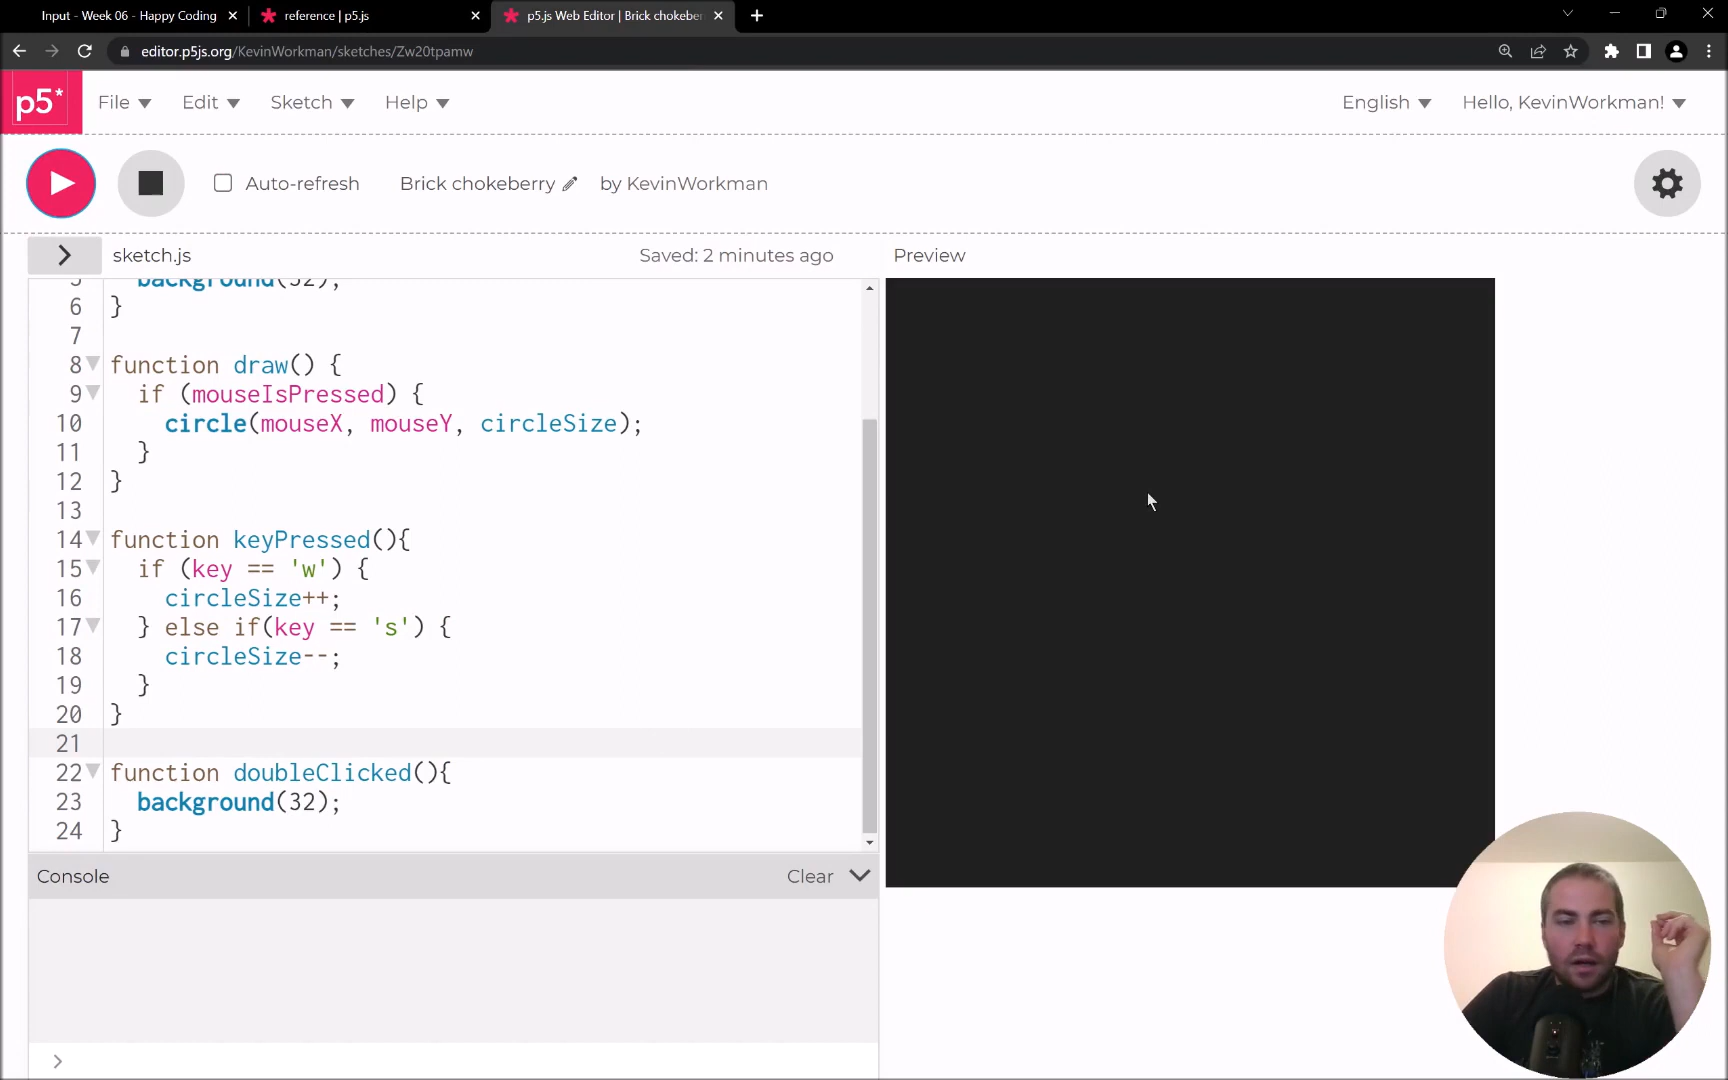 Input - Week 06 - Happy Coding
reference | p5.js
p5.js Web Editor | Brick chokeber
editor.p5js.org/KevinWorkman/sketches/Zw20tpamw
p5*
File
Edit
Sketch
Help
English
Hello, KevinWorkman!
Auto-refresh
Brick chokeberry
by KevinWorkman
sketch.js
Saved: 2 minutes ago
Preview
5 background(32);
6 }
7
8 function draw() {
9 if (mouseIsPressed) {
10 circle(mouseX, mouseY, circleSize);
11 }
12 }
13
14 function keyPressed(){
15 if (key == 'w') {
16 circleSize++;
17 } else if(key == 's') {
18 circleSize--;
19 }
20 }
21
22 function doubleClicked(){
23 background(32);
24 }
Console
Clear
>